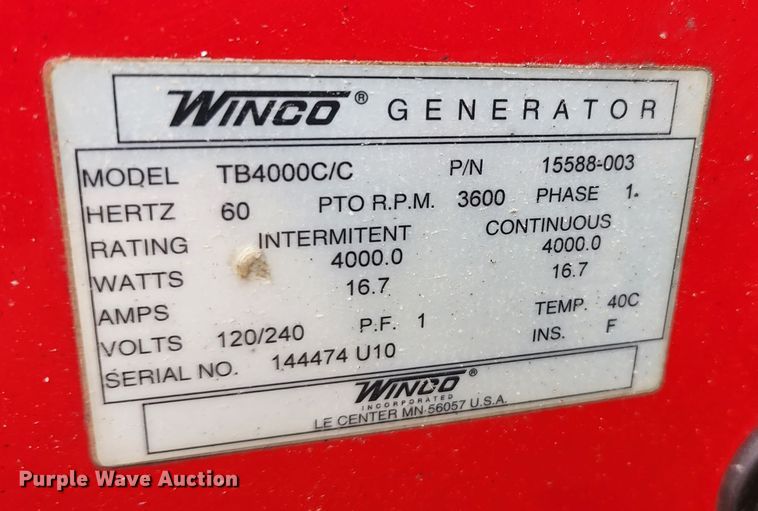 WINCO® GENERATOR
MODEL TB4000C/C P/N 15588-003
HERTZ 60 PTO R.P.M. 3600 PHASE 1
RATING INTERMITENT CONTINUOUS
WATTS 4000.0 4000.0
AMPS 16.7 16.7
VOLTS 120/240 P.F. 1 TEMP. 40C
SERIAL NO. 144474 U10 INS. F
WINCO®
INCORPORATED
LE CENTER MN 56057 U.S.A.
Purple Wave Auction